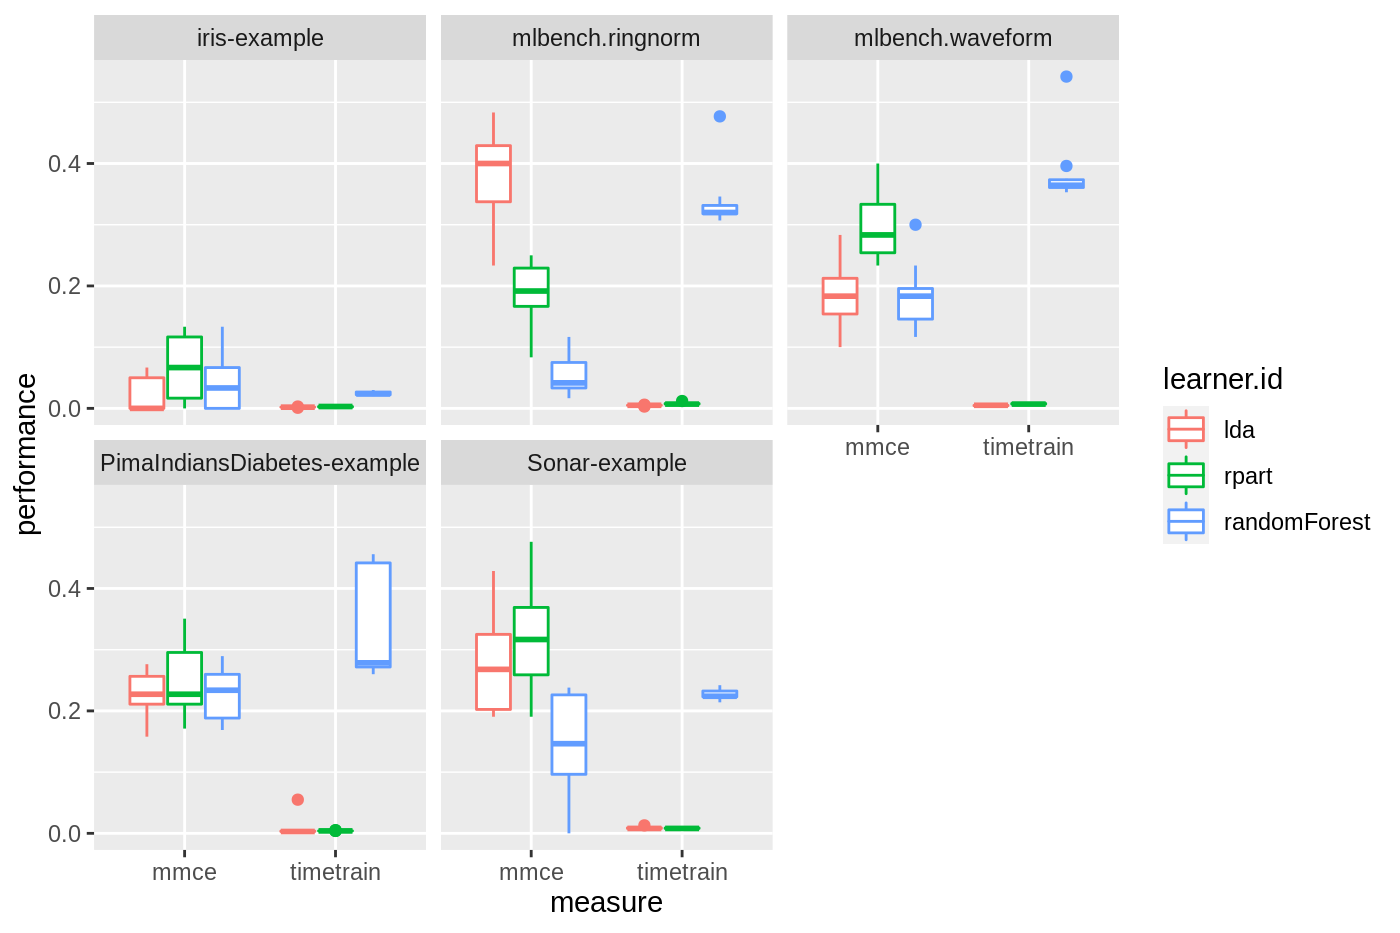 iris-example
mlbench.ringnorm
mlbench.waveform
0.4
0.2
0.0
mmce
timetrain
PimaIndiansDiabetes-example
Sonar-example
0.4
0.2
0.0
mmce
timetrain
mmce
timetrain
measure
performance
learner.id
lda
rpart
randomForest